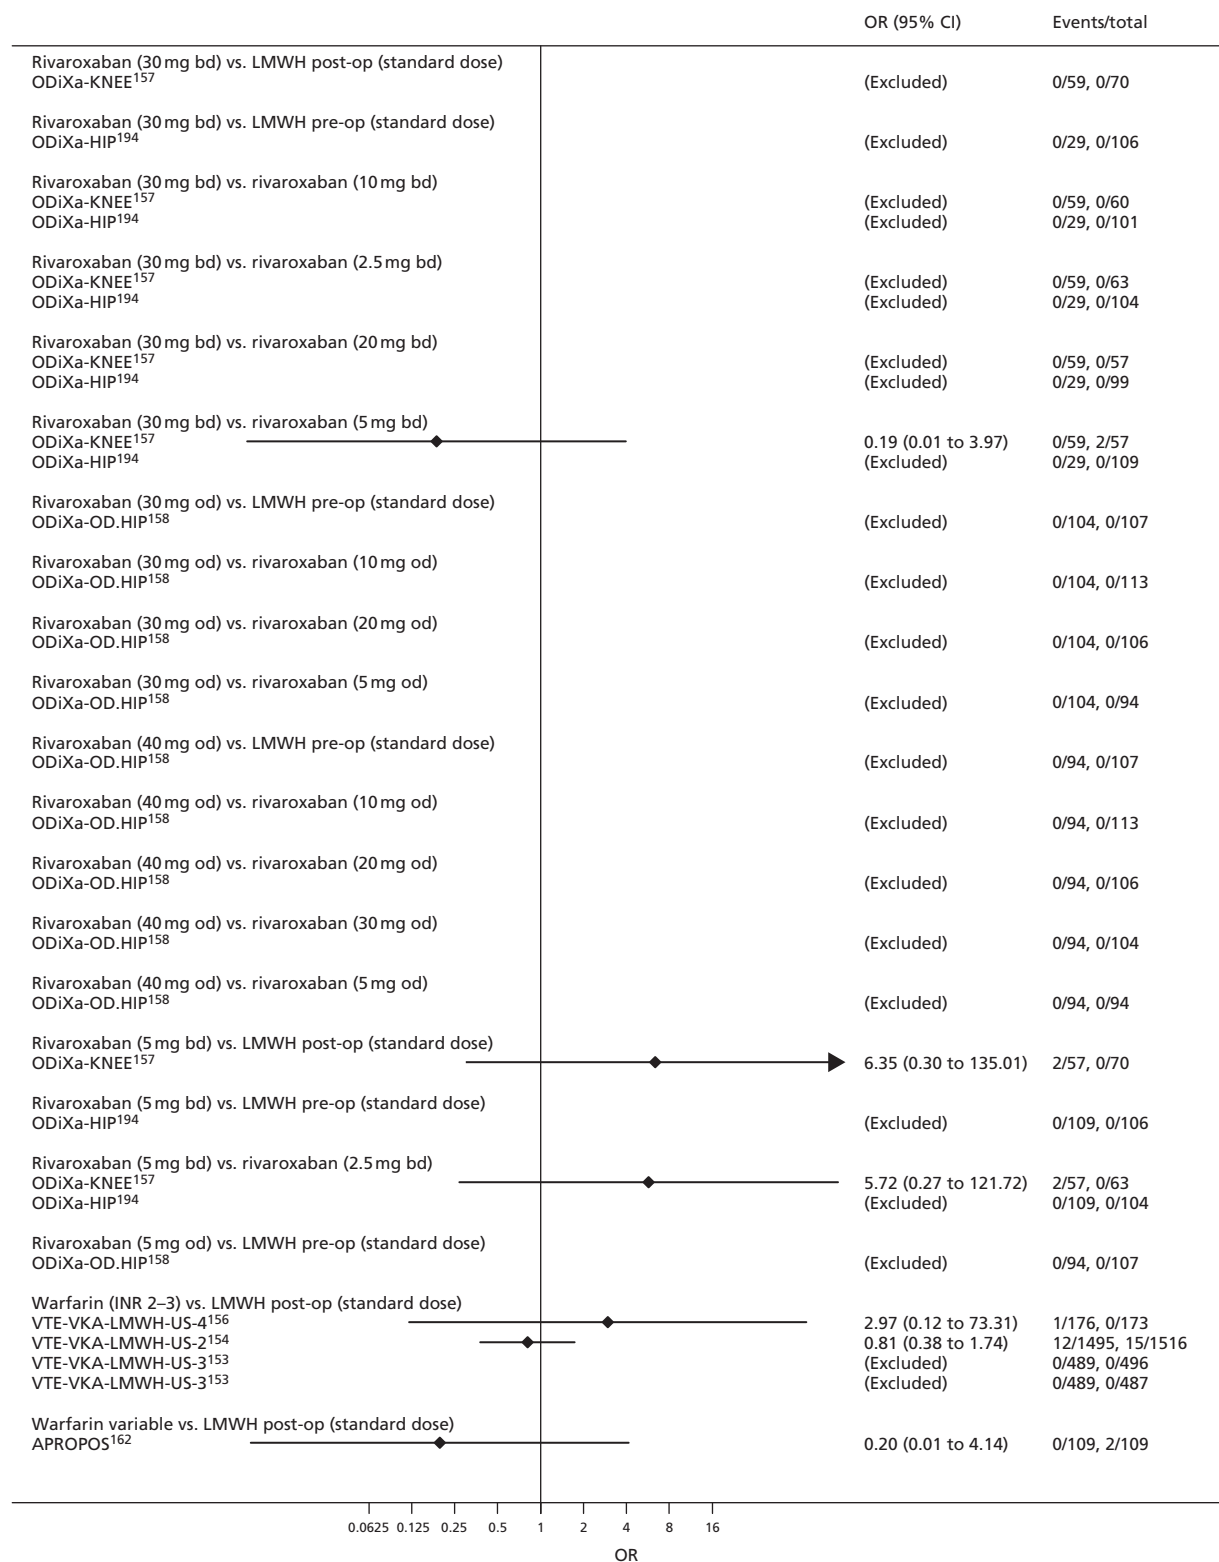 OR (95% CI) Events/total
Rivaroxaban (30 mg bd) vs. LMWH post-op (standard dose)
ODiXa-KNEE157 (Excluded) 0/59, 0/70
Rivaroxaban (30 mg bd) vs. LMWH pre-op (standard dose)
ODiXa-HIP194 (Excluded) 0/29, 0/106
Rivaroxaban (30 mg bd) vs. rivaroxaban (10 mg bd)
ODiXa-KNEE157 (Excluded) 0/59, 0/60
ODiXa-HIP194 (Excluded) 0/29, 0/101
Rivaroxaban (30 mg bd) vs. rivaroxaban (2.5 mg bd)
ODiXa-KNEE157 (Excluded) 0/59, 0/63
ODiXa-HIP194 (Excluded) 0/29, 0/104
Rivaroxaban (30 mg bd) vs. rivaroxaban (20 mg bd)
ODiXa-KNEE157 (Excluded) 0/59, 0/57
ODiXa-HIP194 (Excluded) 0/29, 0/99
Rivaroxaban (30 mg bd) vs. rivaroxaban (5 mg bd)
ODiXa-KNEE157 0.19 (0.01 to 3.97) 0/59, 2/57
ODiXa-HIP194 (Excluded) 0/29, 0/109
Rivaroxaban (30 mg od) vs. LMWH pre-op (standard dose)
ODiXa-OD.HIP158 (Excluded) 0/104, 0/107
Rivaroxaban (30 mg od) vs. rivaroxaban (10 mg od)
ODiXa-OD.HIP158 (Excluded) 0/104, 0/113
Rivaroxaban (30 mg od) vs. rivaroxaban (20 mg od)
ODiXa-OD.HIP158 (Excluded) 0/104, 0/106
Rivaroxaban (30 mg od) vs. rivaroxaban (5 mg od)
ODiXa-OD.HIP158 (Excluded) 0/104, 0/94
Rivaroxaban (40 mg od) vs. LMWH pre-op (standard dose)
ODiXa-OD.HIP158 (Excluded) 0/94, 0/107
Rivaroxaban (40 mg od) vs. rivaroxaban (10 mg od)
ODiXa-OD.HIP158 (Excluded) 0/94, 0/113
Rivaroxaban (40 mg od) vs. rivaroxaban (20 mg od)
ODiXa-OD.HIP158 (Excluded) 0/94, 0/106
Rivaroxaban (40 mg od) vs. rivaroxaban (30 mg od)
ODiXa-OD.HIP158 (Excluded) 0/94, 0/104
Rivaroxaban (40 mg od) vs. rivaroxaban (5 mg od)
ODiXa-OD.HIP158 (Excluded) 0/94, 0/94
Rivaroxaban (5 mg bd) vs. LMWH post-op (standard dose)
ODiXa-KNEE157 6.35 (0.30 to 135.01) 2/57, 0/70
Rivaroxaban (5 mg bd) vs. LMWH pre-op (standard dose)
ODiXa-HIP194 (Excluded) 0/109, 0/106
Rivaroxaban (5 mg bd) vs. rivaroxaban (2.5 mg bd)
ODiXa-KNEE157 5.72 (0.27 to 121.72) 2/57, 0/63
ODiXa-HIP194 (Excluded) 0/109, 0/104
Rivaroxaban (5 mg od) vs. LMWH pre-op (standard dose)
ODiXa-OD.HIP158 (Excluded) 0/94, 0/107
Warfarin (INR 2–3) vs. LMWH post-op (standard dose)
VTE-VKA-LMWH-US-4156 2.97 (0.12 to 73.31) 1/176, 0/173
VTE-VKA-LMWH-US-2154 0.81 (0.38 to 1.74) 12/1495, 15/1516
VTE-VKA-LMWH-US-3153 (Excluded) 0/489, 0/496
VTE-VKA-LMWH-US-3153 (Excluded) 0/489, 0/487
Warfarin variable vs. LMWH post-op (standard dose)
APROPOS162 0.20 (0.01 to 4.14) 0/109, 2/109
0.0625 0.125 0.25 0.5 1 2 4 8 16
OR